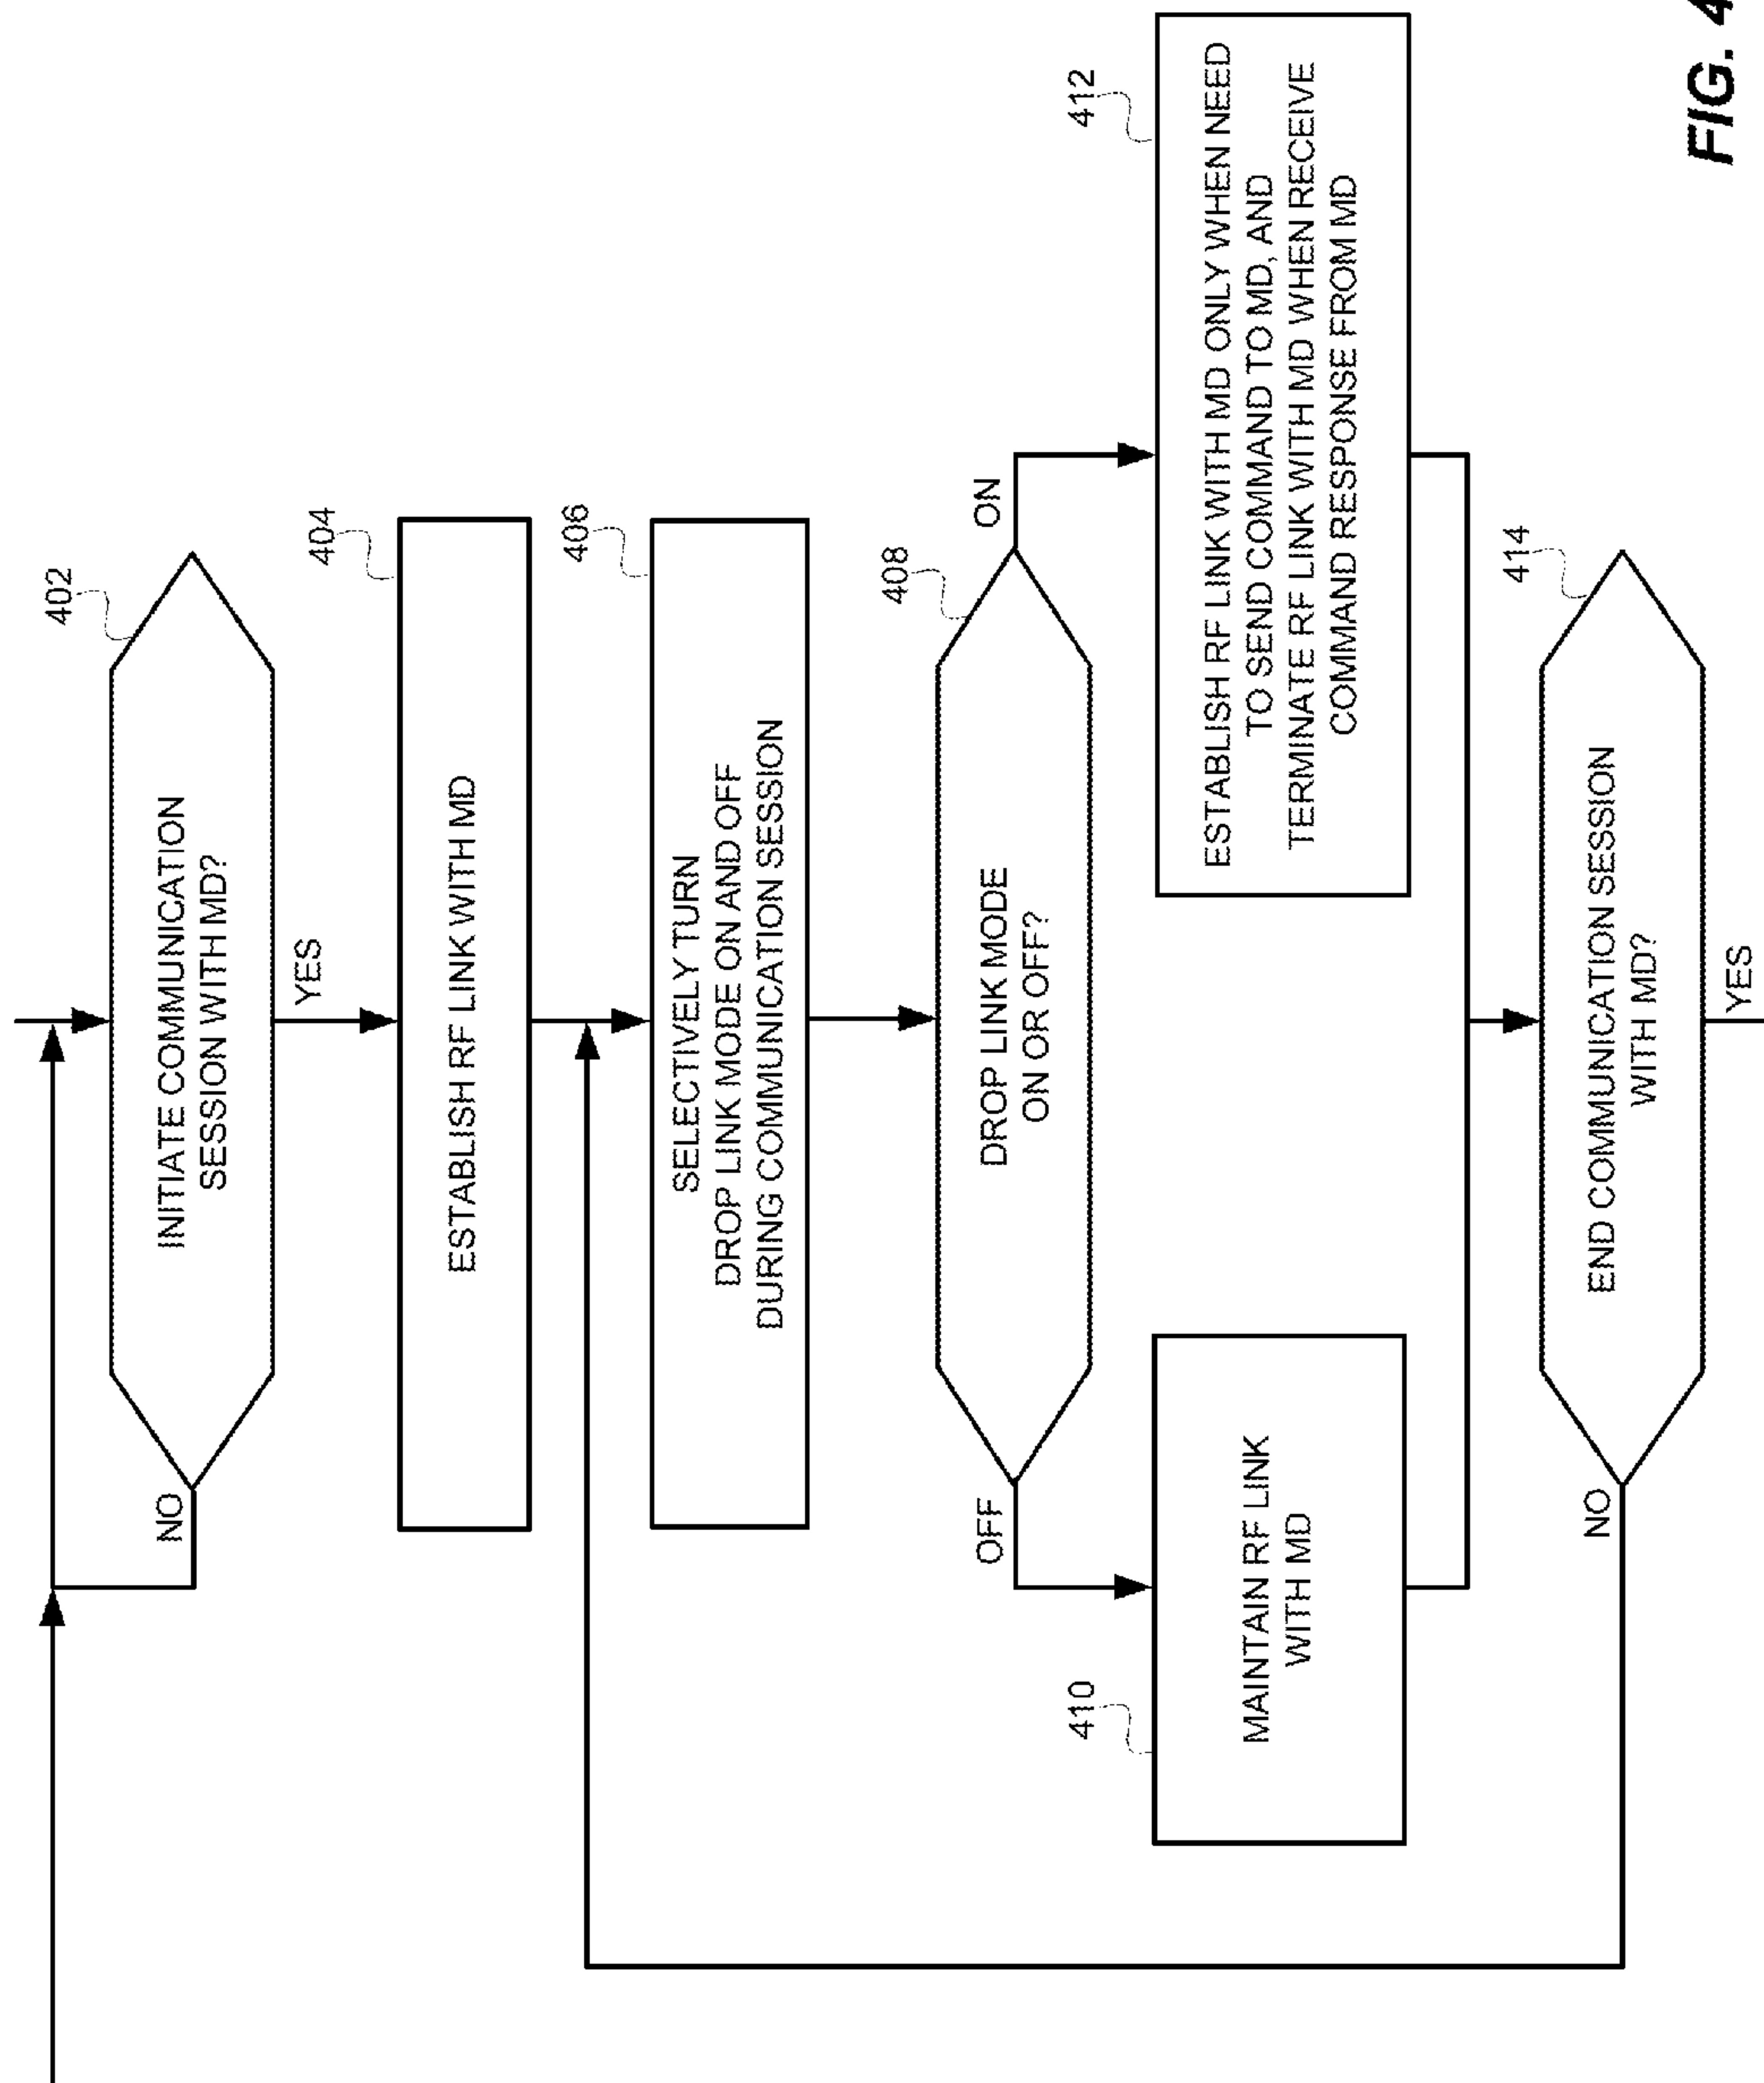 402
INITIATE COMMUNICATION
SESSION WITH MD?
NO
YES
404
ESTABLISH RF LINK WITH MD
406
SELECTIVELY TURN
DROP LINK MODE ON AND OFF
DURING COMMUNICATION SESSION
408
DROP LINK MODE
ON OR OFF?
OFF
ON
410
MAINTAIN RF LINK
WITH MD
412
ESTABLISH RF LINK WITH MD ONLY WHEN NEED
TO SEND COMMAND TO MD, AND
TERMINATE RF LINK WITH MD WHEN RECEIVE
COMMAND RESPONSE FROM MD
414
END COMMUNICATION SESSION
WITH MD?
NO
YES
FIG. 4